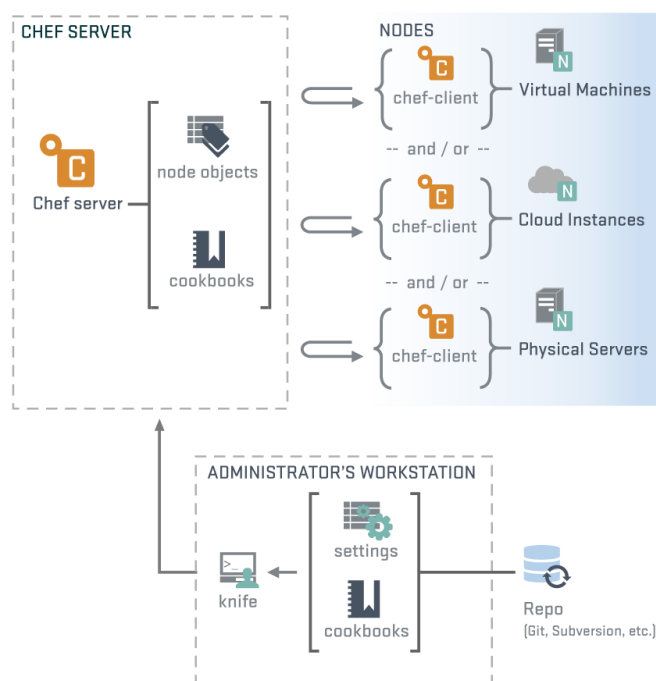 CHEF SERVER
Chef server
C
node objects
cookbooks
NODES
C
chef-client
N
Virtual Machines
-- and / or --
C
chef-client
N
Cloud Instances
-- and / or --
C
chef-client
N
Physical Servers
ADMINISTRATOR'S WORKSTATION
>_
knife
settings
cookbooks
Repo
(Git, Subversion, etc.)